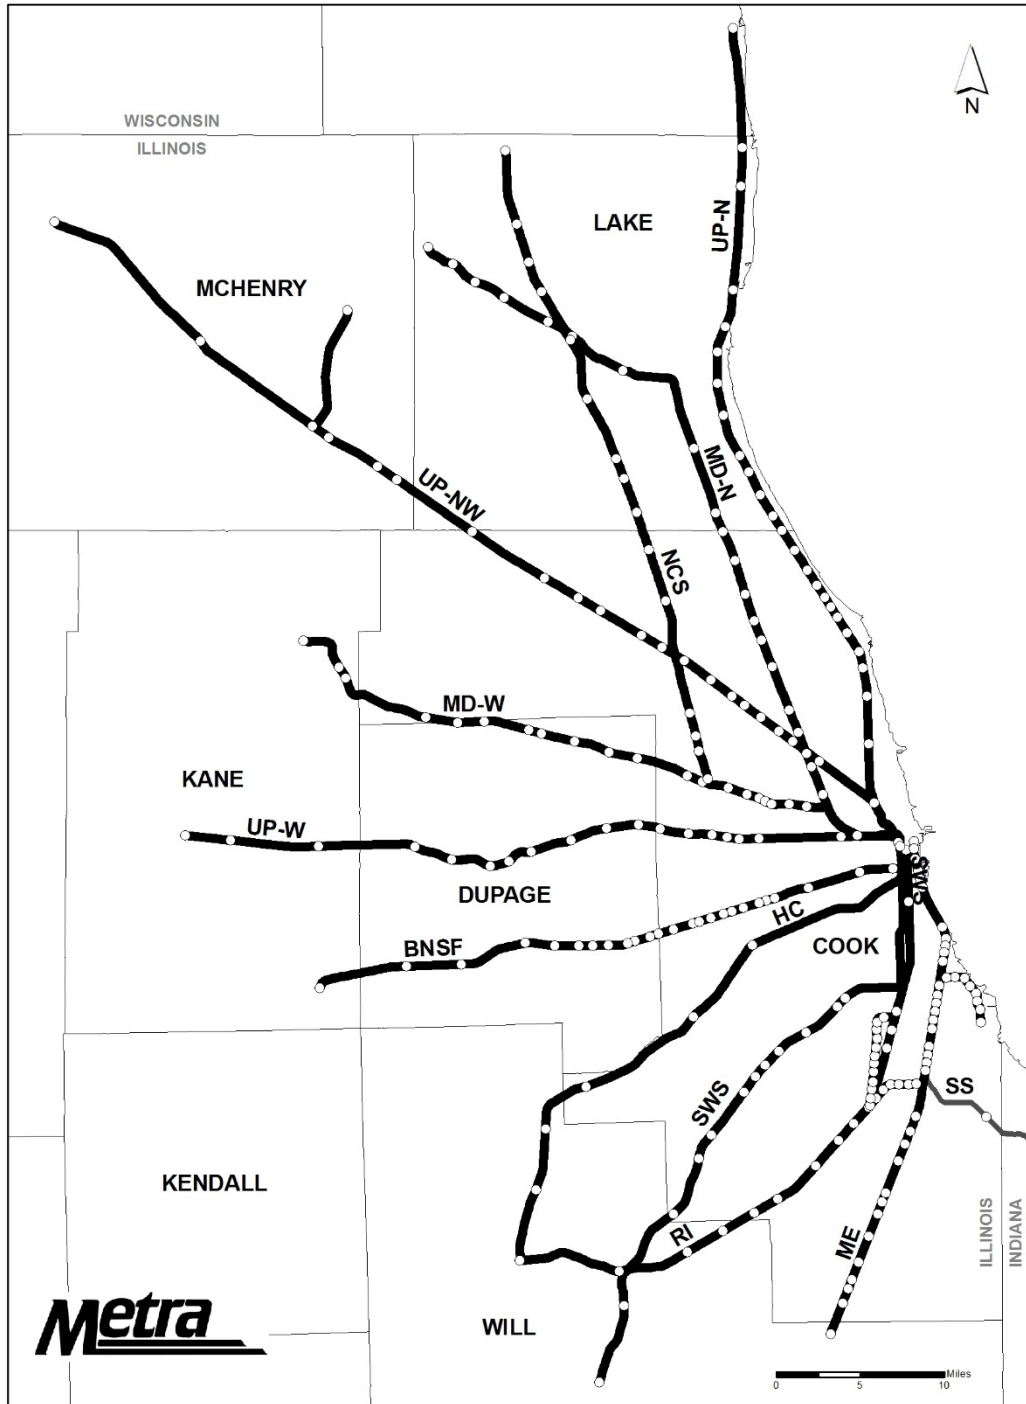 N
WISCONSIN
ILLINOIS
LAKE
UP-N
MCHENRY
MD-N
UP-NW
NCS
MD-W
KANE
UP-W
SWS
DUPAGE
HC
COOK
BNSF
SWS
SS
KENDALL
RI
ME
ILLINOIS
INDIANA
Metra
WILL
Miles
0 5 10